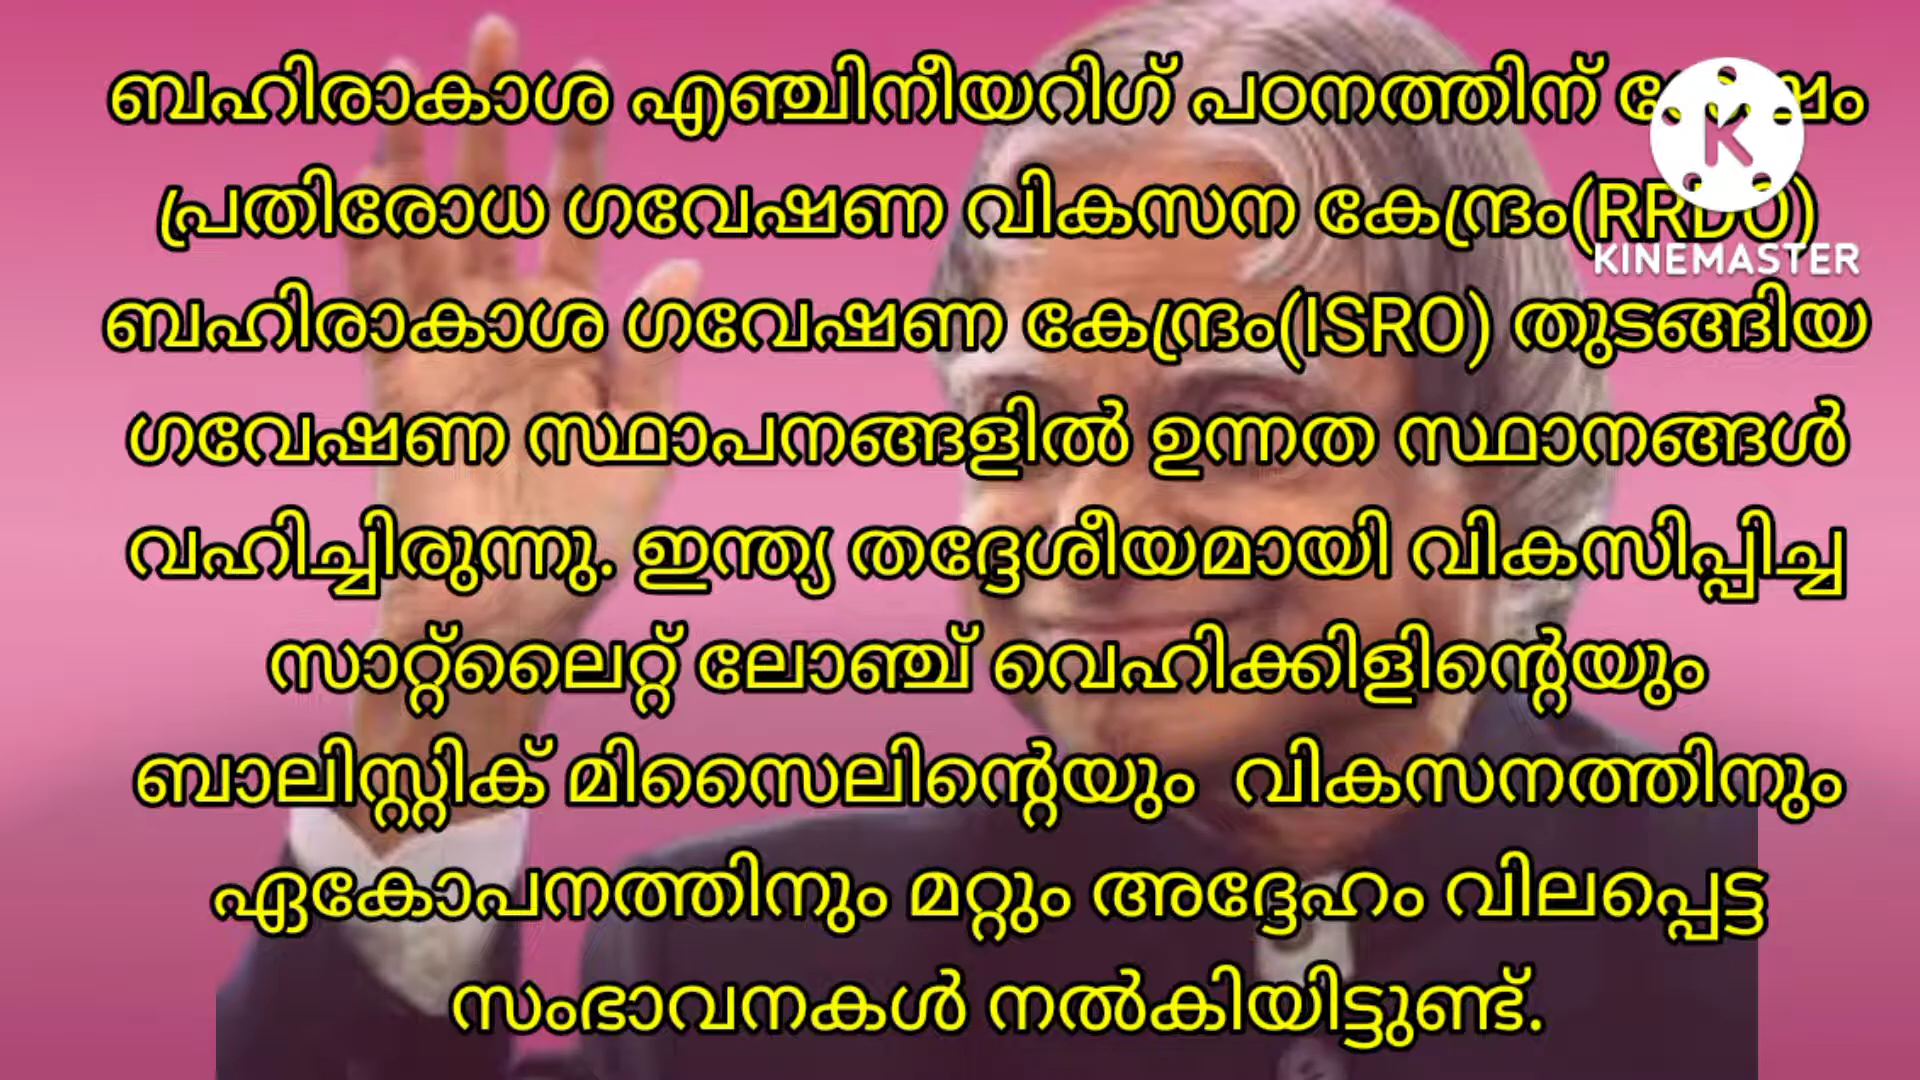 ബഹിരാകാശ എഞ്ചിനീയറിഗ് പഠനത്തിന്
പ്രതിരോധ ഗവേഷണ വികസന കേന്ദ്രം(RRDO)
KINEMASTER
ബഹിരാകാശ ഗവേഷണ കേന്ദ്രം(ISRO) തുടങ്ങിയ
ഗവേഷണ സ്ഥാപനങ്ങളിൽ ഉന്നത സ്ഥാനങ്ങൾ
വഹിച്ചിരുന്നു. ഇന്ത്യ തദ്ദേശീയമായി വികസിപ്പിച്ച
സാറ്റ്ലൈറ്റ് ലോഞ്ച് വെഹിക്കിളിന്റെയും
ബാലിസ്റ്റിക് മിസൈലിന്റെയും വികസനത്തിനും
ഏകോപനത്തിനും മറ്റും അദ്ദേഹം വിലപ്പെട്ട
സംഭാവനകൾ നൽകിയിട്ടുണ്ട്.